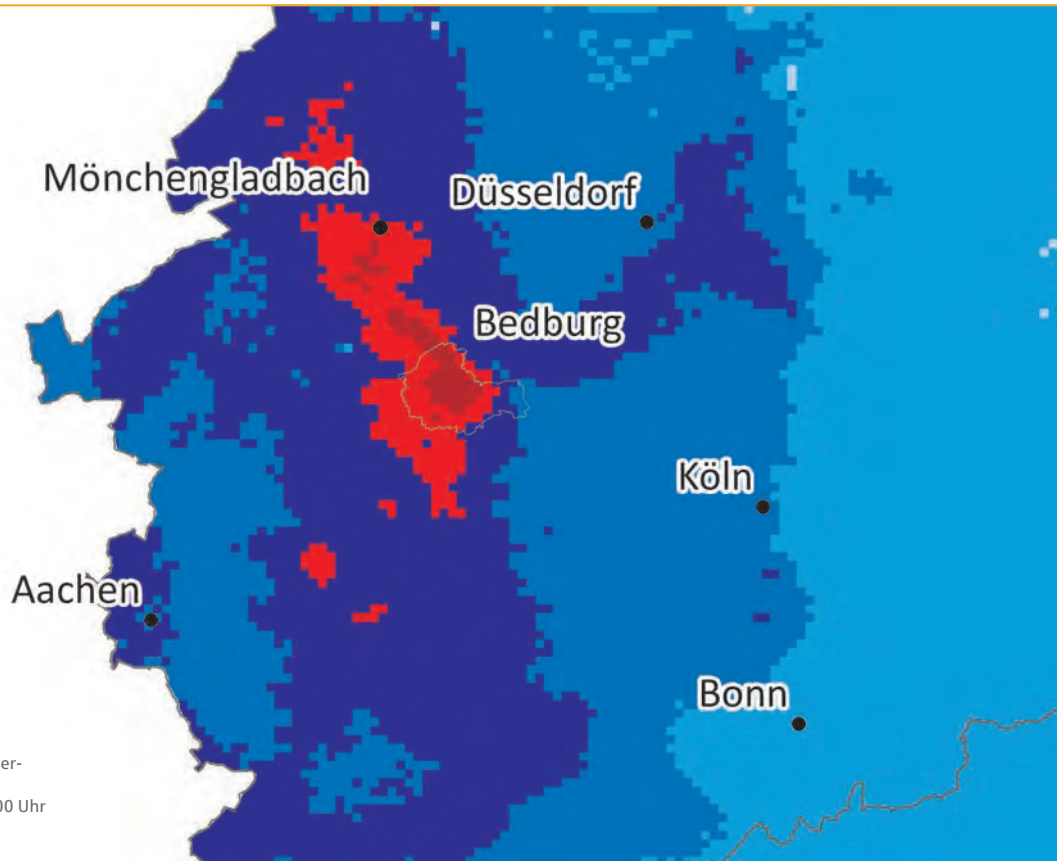 Mönchengladbach
Düsseldorf
Bedburg
Köln
Aachen
Bonn
er-
00 Uhr